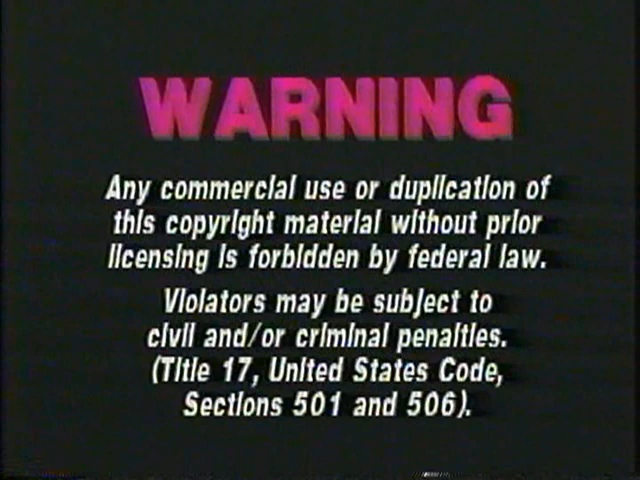 WARNING
Any commercial use or duplication of
this copyright material without prior
licensing is forbidden by federal law.
Violators may be subject to
civil and/or criminal penalties.
(Title 17, United States Code,
Sections 501 and 506).